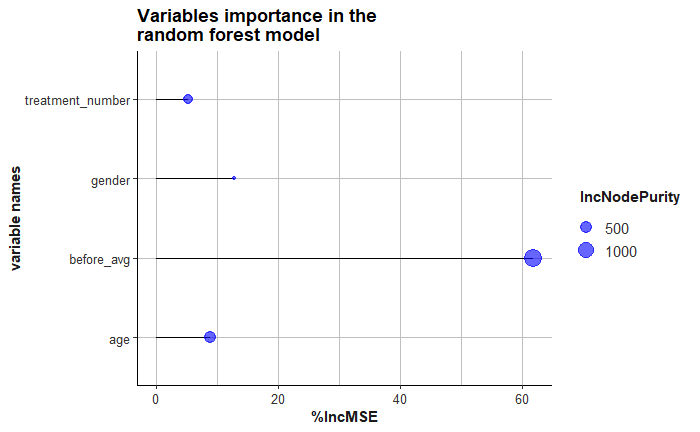 Variables importance in the
random forest model
variable names
treatment_number
gender
before_avg
age
0
20
40
60
%IncMSE
IncNodePurity
500
1000